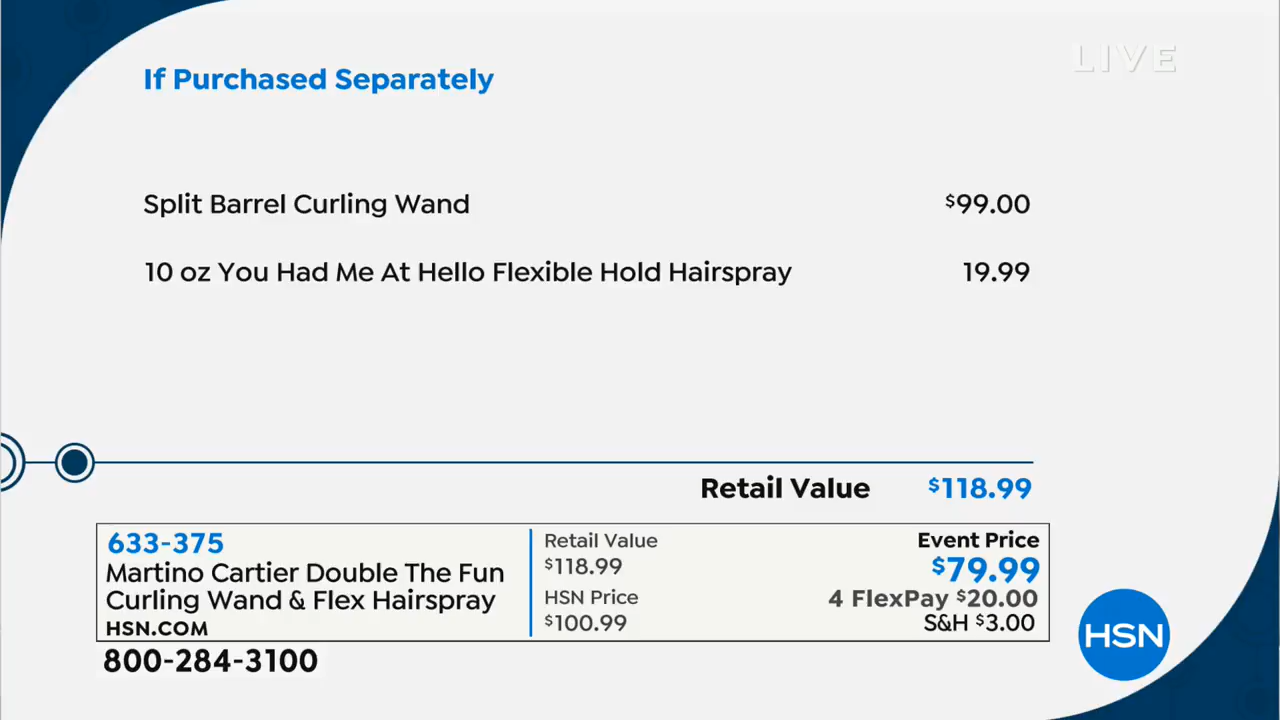 LIVE
If Purchased Separately
Split Barrel Curling Wand $99.00
10 oz You Had Me At Hello Flexible Hold Hairspray 19.99
Retail Value $118.99
633-375
Martino Cartier Double The Fun
Curling Wand & Flex Hairspray
HSN.COM
Retail Value
$118.99
HSN Price
$100.99
Event Price
$79.99
4 FlexPay $20.00
S&H $3.00
800-284-3100
HSN